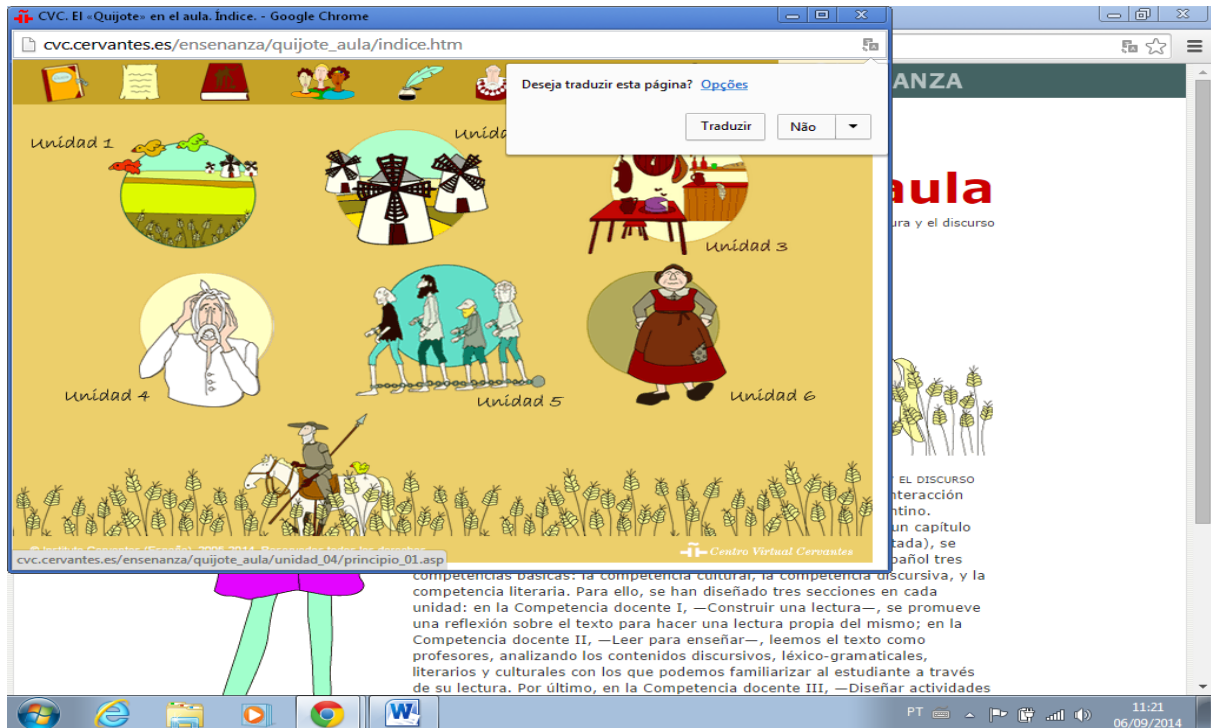 CVC. El «Quijote» en el aula. Índice. - Google Chrome
cvc.cervantes.es/ensenanza/quijote_aula/indice.htm
Deseja traduzir esta página? Opções
Traduzir
Não
ANZA
Unidad 1
Unida
Unidad 3
aula
ura y el discurso
Unidad 4
Unidad 5
Unidad 6
Centro Virtual Cervantes
cvc.cervantes.es/ensenanza/quijote_aula/unidad_04/principio_01.asp
EL DISCURSO
nteracción
ntino.
un capítulo
tada), se
pañol tres
competencias básicas: la competencia cultural, la competencia discursiva, y la
competencia literaria. Para ello, se han diseñado tres secciones en cada
unidad: en la Competencia docente I, —Construir una lectura—, se promueve
una reflexión sobre el texto para hacer una lectura propia del mismo; en la
Competencia docente II, —Leer para enseñar—, leemos el texto como
profesores, analizando los contenidos discursivos, léxico-gramaticales,
literarios y culturales con los que podemos familiarizar al estudiante a través
de su lectura. Por último, en la Competencia docente III, —Diseñar actividades
PT
11:21
06/09/2014